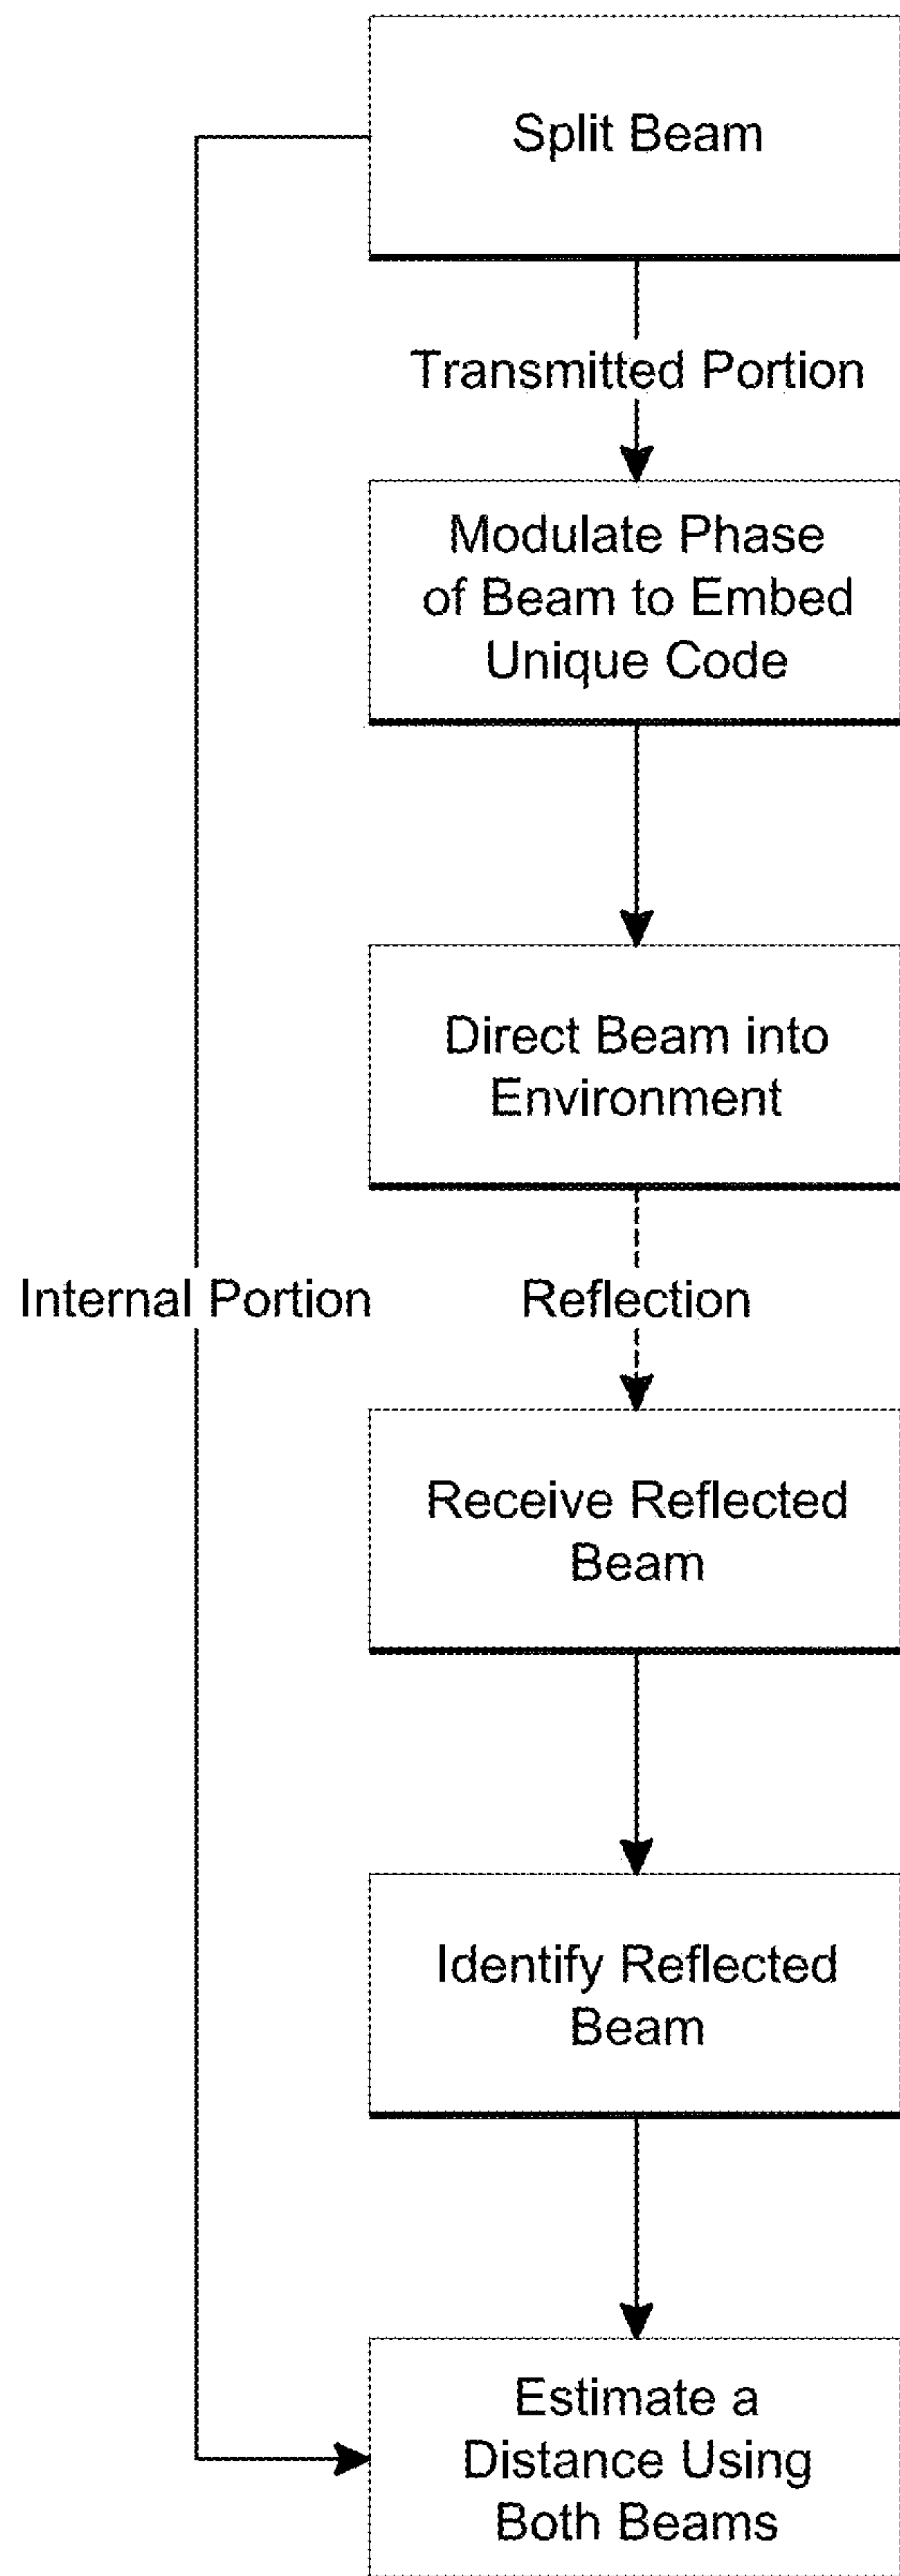 Split Beam
Transmitted Portion
Modulate Phase
of Beam to Embed
Unique Code
Direct Beam into
Environment
Internal Portion
Reflection
Receive Reflected
Beam
Identify Reflected
Beam
Estimate a
Distance Using
Both Beams